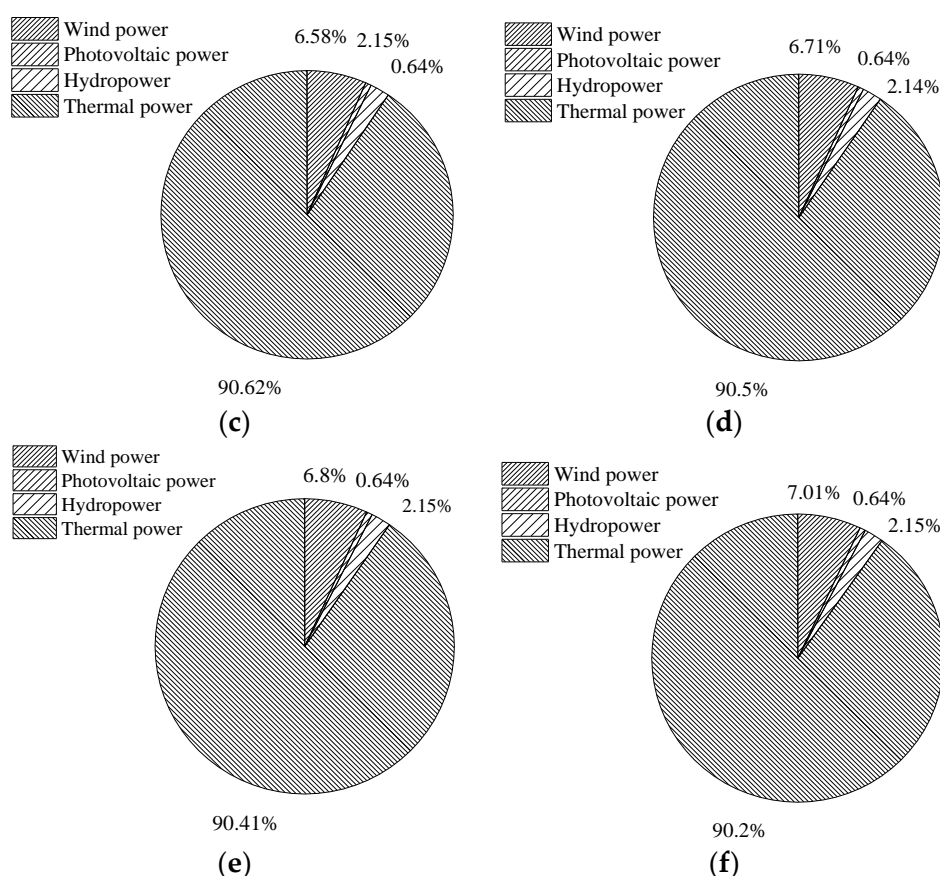 Wind power
Photovoltaic power
Hydropower
Thermal power
6.58%
2.15%
0.64%
90.62%
(c)
Wind power
Photovoltaic power
Hydropower
Thermal power
6.71%
0.64%
2.14%
90.5%
(d)
Wind power
Photovoltaic power
Hydropower
Thermal power
6.8%
0.64%
2.15%
90.41%
(e)
Wind power
Photovoltaic power
Hydropower
Thermal power
7.01%
0.64%
2.15%
90.2%
(f)